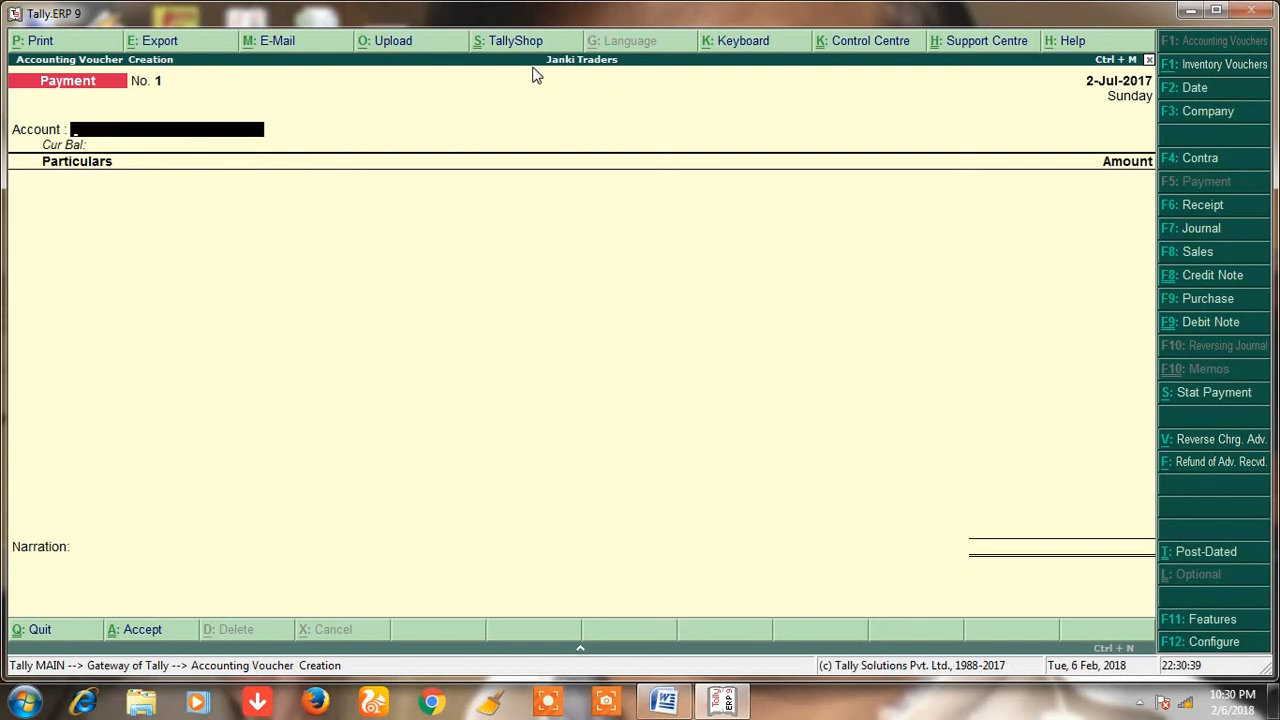 Tally.ERP 9
P: Print E: Export M: E-Mail O: Upload S: TallyShop G: Language K: Keyboard K: Control Centre H: Support Centre H: Help
Accounting Voucher Creation Janki Traders Ctrl + M
Payment No. 1 2-Jul-2017
Sunday
Account :
Cur Bal:
Particulars Amount
Narration:
F1: Accounting Vouchers
F1: Inventory Vouchers
F2: Date
F3: Company
F4: Contra
F5: Payment
F6: Receipt
F7: Journal
F8: Sales
F8: Credit Note
F9: Purchase
F9: Debit Note
F10: Reversing Journal
F10: Memos
S: Stat Payment
V: Reverse Chrg. Adv.
F: Refund of Adv. Recvd.
T: Post-Dated
L: Optional
F11: Features
F12: Configure
Q: Quit A: Accept D: Delete X: Cancel
Ctrl + N
Tally MAIN --> Gateway of Tally --> Accounting Voucher Creation (c) Tally Solutions Pvt. Ltd., 1988-2017 Tue, 6 Feb, 2018 22:30:39
10:30 PM
2/6/2018